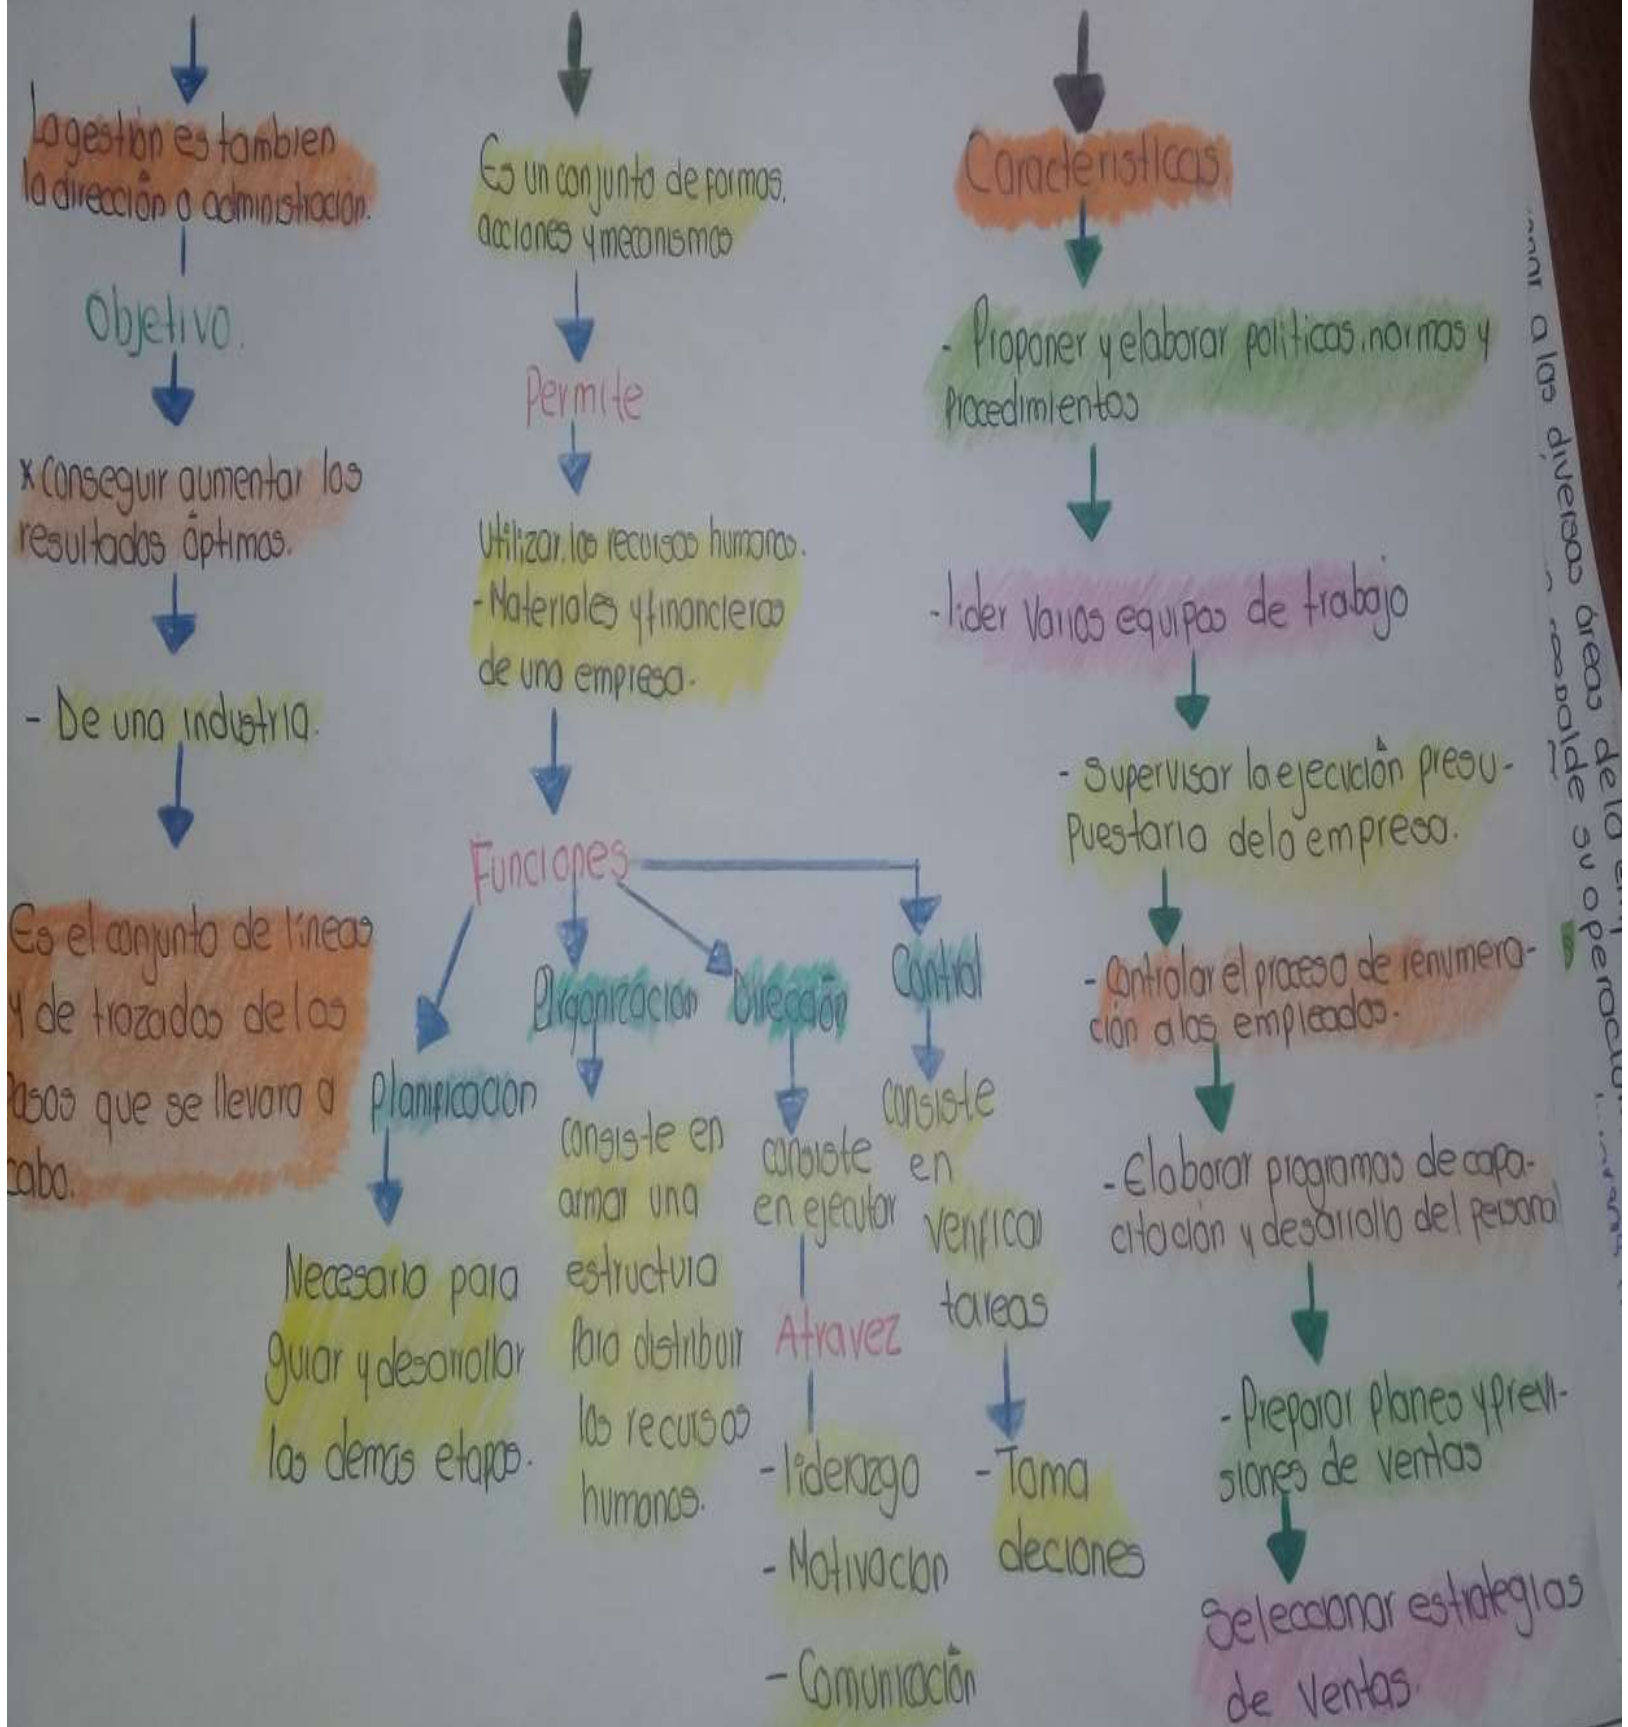 La gestión es tambien
la dirección o administración.
Objetivo.
x Conseguir aumentar los
resultados óptimos.
- De una industria.
Es el conjunto de líneas
y de trazados de los
Pasos que se llevara a
cabo.
Es un conjunto de formas,
acciones y mecanismos
Permite
Utilizar los recursos humanos.
- Materiales y financieros
de una empresa.
Funciones
Planificacion
Necesario para
guiar y desarrollar
las demas etapas.
Organización
consiste en
armar una
estructura
Para distribuir
los recursos
humanos.
Dirección
consiste
en ejecutar
Atravez
- liderazgo
- Motivacion
- Comunicación
Control
consiste
en
verificar
tareas
- Toma
deciones
Caracteristicas.
- Proponer y elaborar politicas, normas y
Procedimientos
- lider varios equipos de trabajo
- Supervisar la ejecución presu-
puestaria de la empresa.
- Controlar el proceso de renumera-
ción a los empleados.
- Elaborar programas de capa-
citación y desarrollo del personal
- Preparar planes y previ-
siones de ventas
Seleccionar estrategias
de ventas.
a las diversas áreas de la
de su